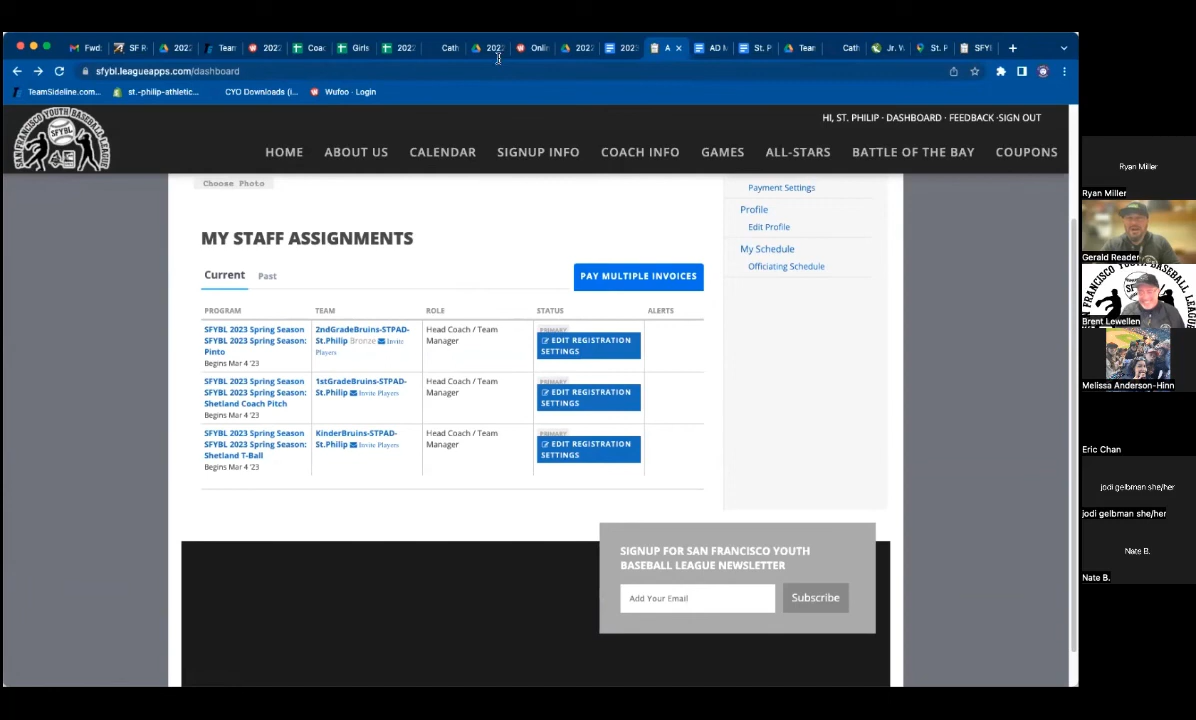 Fwd:
SF R
2022
Team
2022
Coac
Girls
2022
Cath
2022
Onlin
2022
2023
A
AD M
St. P
Team
Cath
Jr. W
St. P
SFYI
sfybl.leagueapps.com/dashboard
TeamSideline.com...
st.-philip-athletic...
CYO Downloads (i...
Wufoo · Login
HI, ST. PHILIP · DASHBOARD · FEEDBACK ·SIGN OUT
SAN FRANCISCO YOUTH BASEBALL LEAGUE
SFYBL
HOME ABOUT US CALENDAR SIGNUP INFO COACH INFO GAMES ALL-STARS BATTLE OF THE BAY COUPONS
Choose Photo
Payment Settings
Profile
Edit Profile
My Schedule
Officiating Schedule
MY STAFF ASSIGNMENTS
Current Past
PAY MULTIPLE INVOICES
PROGRAM TEAM ROLE STATUS ALERTS
SFYBL 2023 Spring Season
SFYBL 2023 Spring Season:
Pinto
Begins Mar 4 '23
2ndGradeBruins-STPAD-
St.Philip Bronze Invite
Players
Head Coach / Team
Manager
PRIMARY
EDIT REGISTRATION
SETTINGS
SFYBL 2023 Spring Season
SFYBL 2023 Spring Season:
Shetland Coach Pitch
Begins Mar 4 '23
1stGradeBruins-STPAD-
St.Philip Invite Players
Head Coach / Team
Manager
PRIMARY
EDIT REGISTRATION
SETTINGS
SFYBL 2023 Spring Season
SFYBL 2023 Spring Season:
Shetland T-Ball
Begins Mar 4 '23
KinderBruins-STPAD-
St.Philip Invite Players
Head Coach / Team
Manager
PRIMARY
EDIT REGISTRATION
SETTINGS
SIGNUP FOR SAN FRANCISCO YOUTH
BASEBALL LEAGUE NEWSLETTER
Add Your Email
Subscribe
Ryan Miller
Ryan Miller
Gerald Reader
Brent Lewellen
Melissa Anderson-Hinn
Eric Chan
jodi gelbman she/her
jodi gelbman she/her
Nate B.
Nate B.